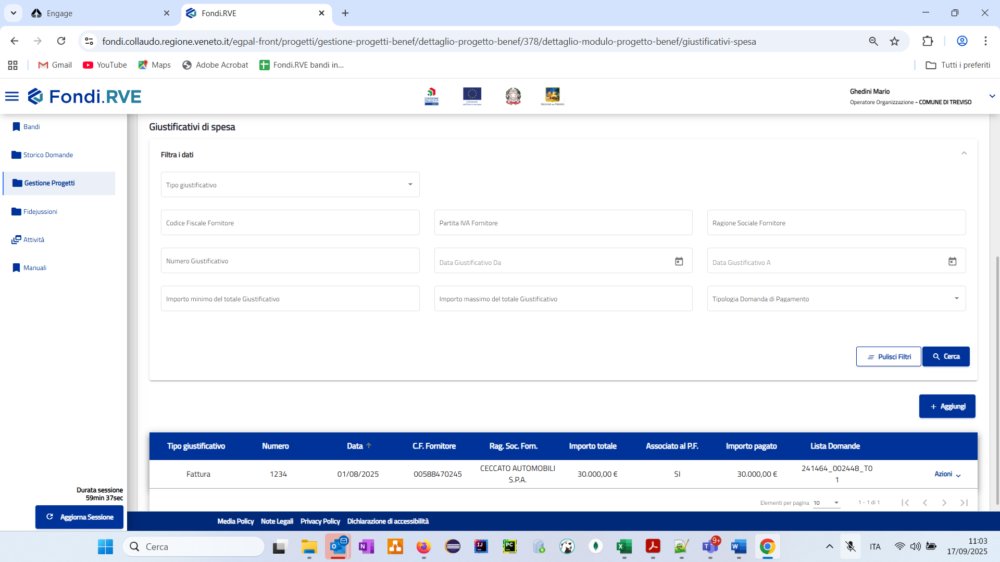 Engage
Fondi.RVE
fondi.collaudo.regione.veneto.it/egpal-front/progetti/gestione-progetti-benef/dettaglio-progetto-benef/378/dettaglio-modulo-progetto-benef/giustificativi-spesa
Gmail YouTube Maps Adobe Acrobat Fondi.RVE bandi in... Tutti i preferiti
Fondi.RVE
Ghedini Mario
Operatore Organizzazione - COMUNE DI TREVISO
Bandi
Storico Domande
Gestione Progetti
Fidejussioni
Attività
Manuali
Durata sessione
59min 37sec
Aggiorna Sessione
Giustificativi di spesa
Filtra i dati
Tipo giustificativo
Codice Fiscale Fornitore Partita IVA Fornitore Ragione Sociale Fornitore
Numero Giustificativo Data Giustificativo Da Data Giustificativo A
Importo minimo del totale Giustificativo Importo massimo del totale Giustificativo Tipologia Domanda di Pagamento
Pulisci Filtri Cerca
Aggiungi
Tipo giustificativo Numero Data C.F. Fornitore Rag. Soc. Forn. Importo totale Associato al P.F. Importo pagato Lista Domande
Fattura 1234 01/08/2025 00588470245 CECCATO AUTOMOBILI S.P.A. 30.000,00 € SI 30.000,00 € 241464_002448_T01 Azioni
Elementi per pagina 10 1 - 1 di 1
Media Policy Note Legali Privacy Policy Dichiarazione di accessibilità
Cerca
9+
ITA
11:03
17/09/2025